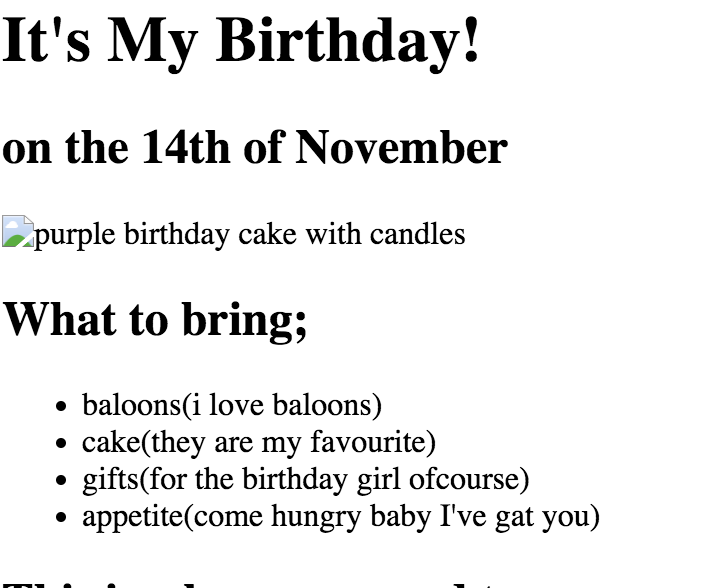 It's My Birthday!
on the 14th of November
purple birthday cake with candles
What to bring;
baloons(i love baloons)
cake(they are my favourite)
gifts(for the birthday girl ofcourse)
appetite(come hungry baby I've gat you)